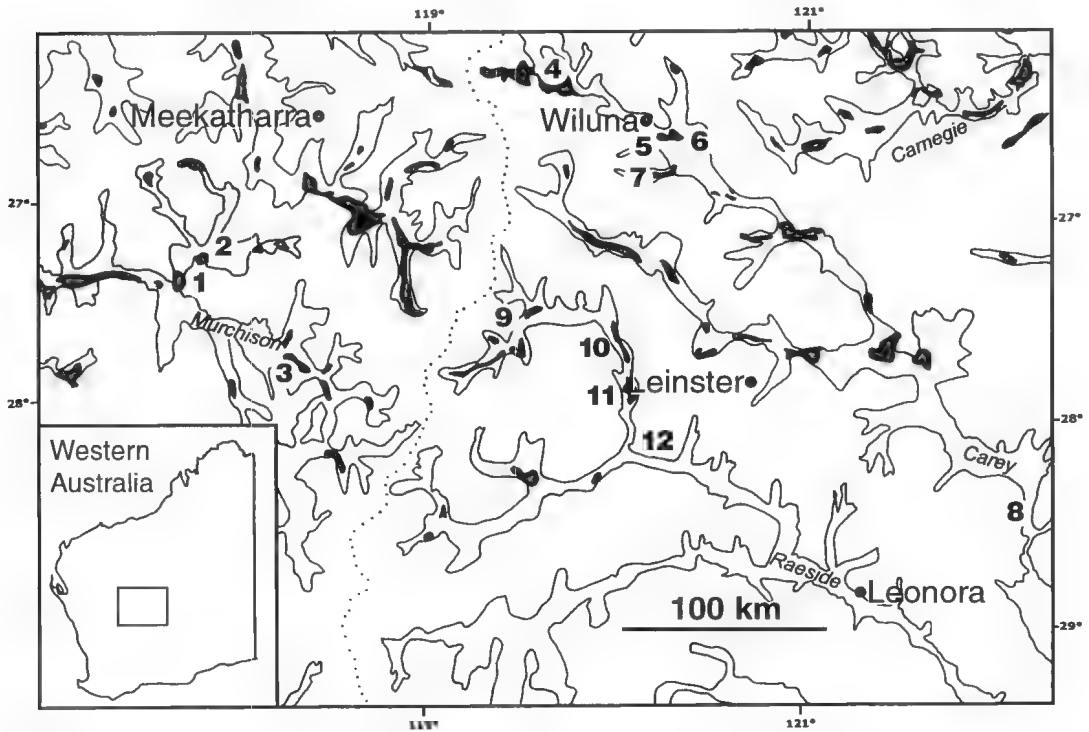 119°
121°
4
Meekatharra
Wiluna
5
6
Carnegie
7
27°
27°
2
1
9
Murchison
10
3
Leinster
11
28°
28°
12
Western
Australia
Carey
8
Raeside
Leonora
100 km
29°
121°